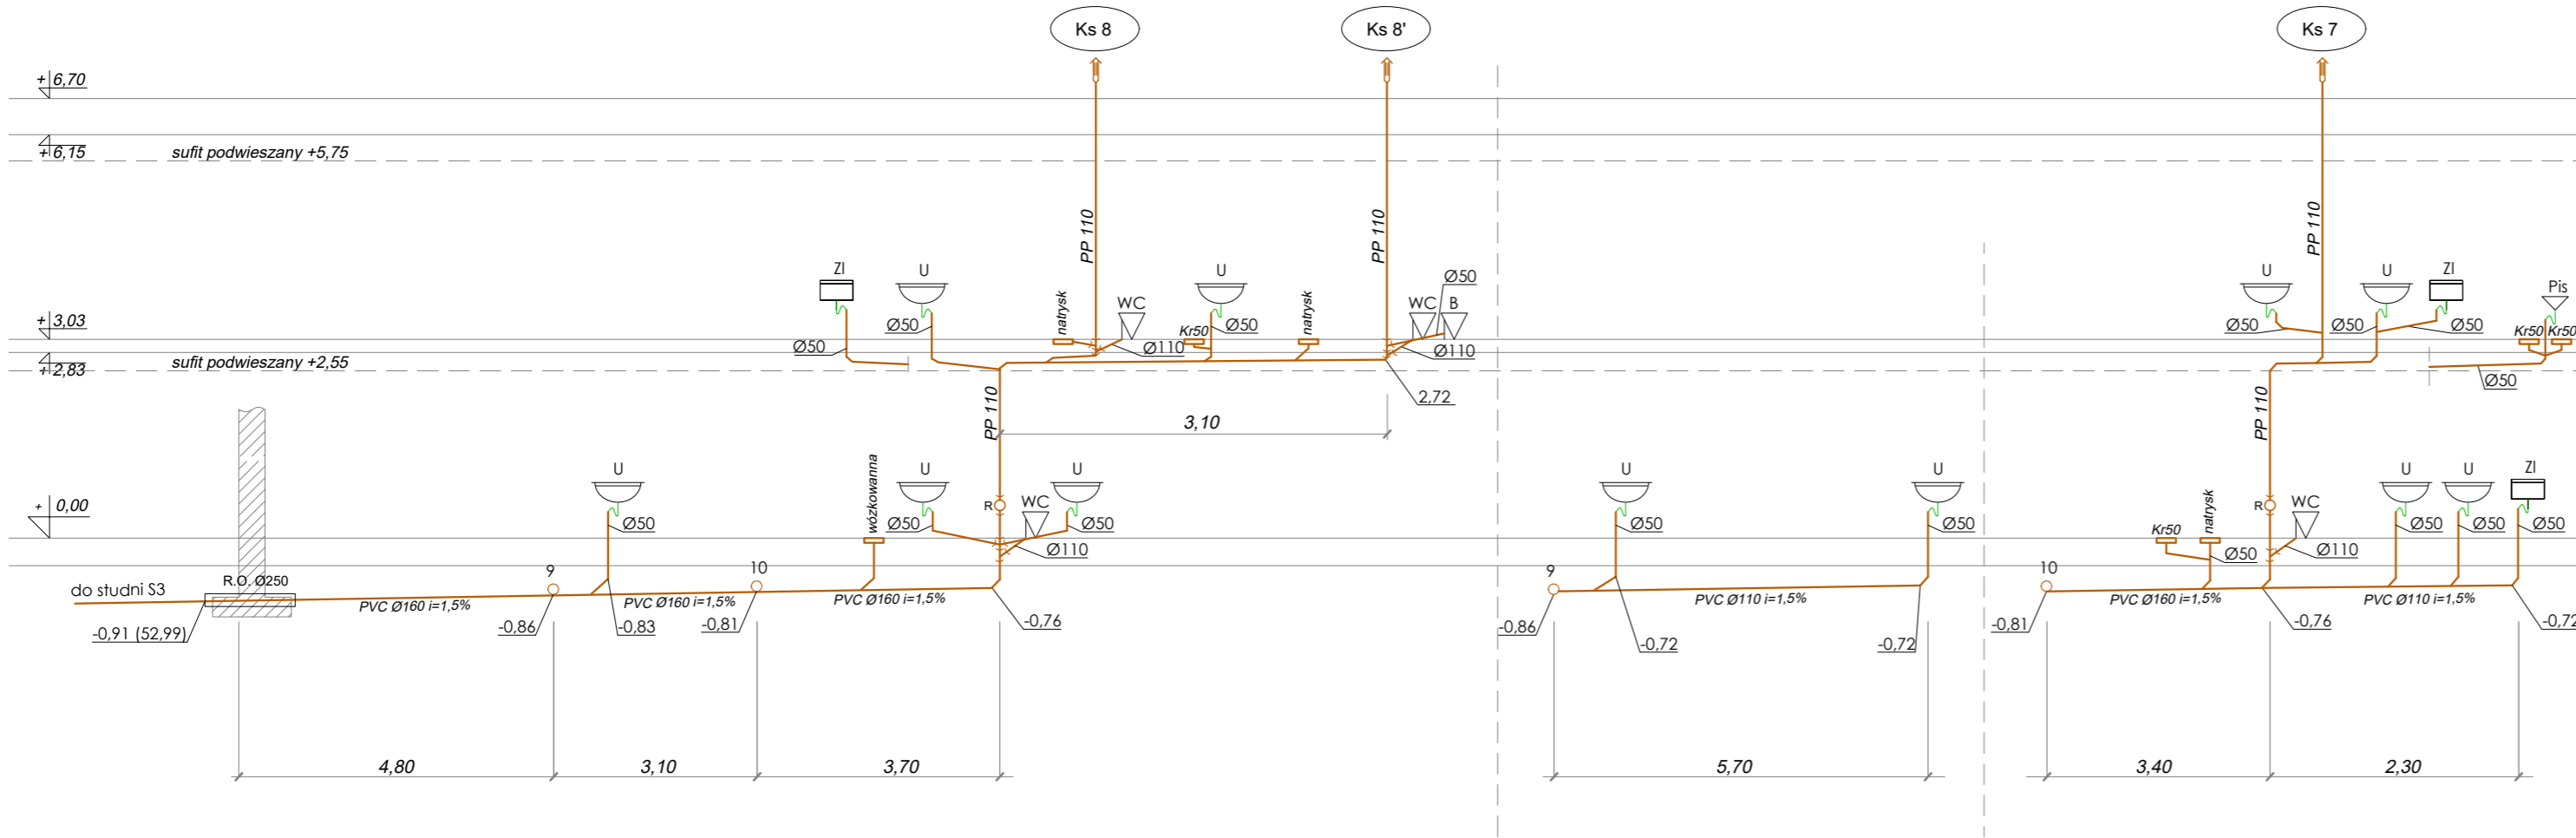 Ks 8
Ks 8'
Ks 7
+ 6,70
+ 6,15
sufit podwieszany +5,75
PP 110
PP 110
PP 110
Zl
U
U
Ø50
U
U
Zl
Pis
natrysk
WC
natrysk
WC
B
+ 3,03
Ø50
Kr50
Ø50
Ø50
Ø50
Ø50
Kr50
Kr50
Ø50
Ø110
Ø110
+ 2,83
sufit podwieszany +2,55
Ø50
2,72
PP 110
3,10
PP 110
U
wózkowanna
U
U
U
U
natrysk
U
U
Zl
+ 0,00
R
WC
R
WC
Ø50
Ø50
Ø50
Ø50
Ø50
Kr50
Ø50
Ø50
Ø50
Ø110
Ø50
Ø110
9
10
9
10
do studni S3
R.O. Ø250
PVC Ø160 i=1,5%
PVC Ø160 i=1,5%
PVC Ø160 i=1,5%
PVC Ø110 i=1,5%
PVC Ø160 i=1,5%
PVC Ø110 i=1,5%
-0,91 (52,99)
-0,86
-0,83
-0,81
-0,76
-0,86
-0,72
-0,72
-0,81
-0,76
-0,72
4,80
3,10
3,70
5,70
3,40
2,30